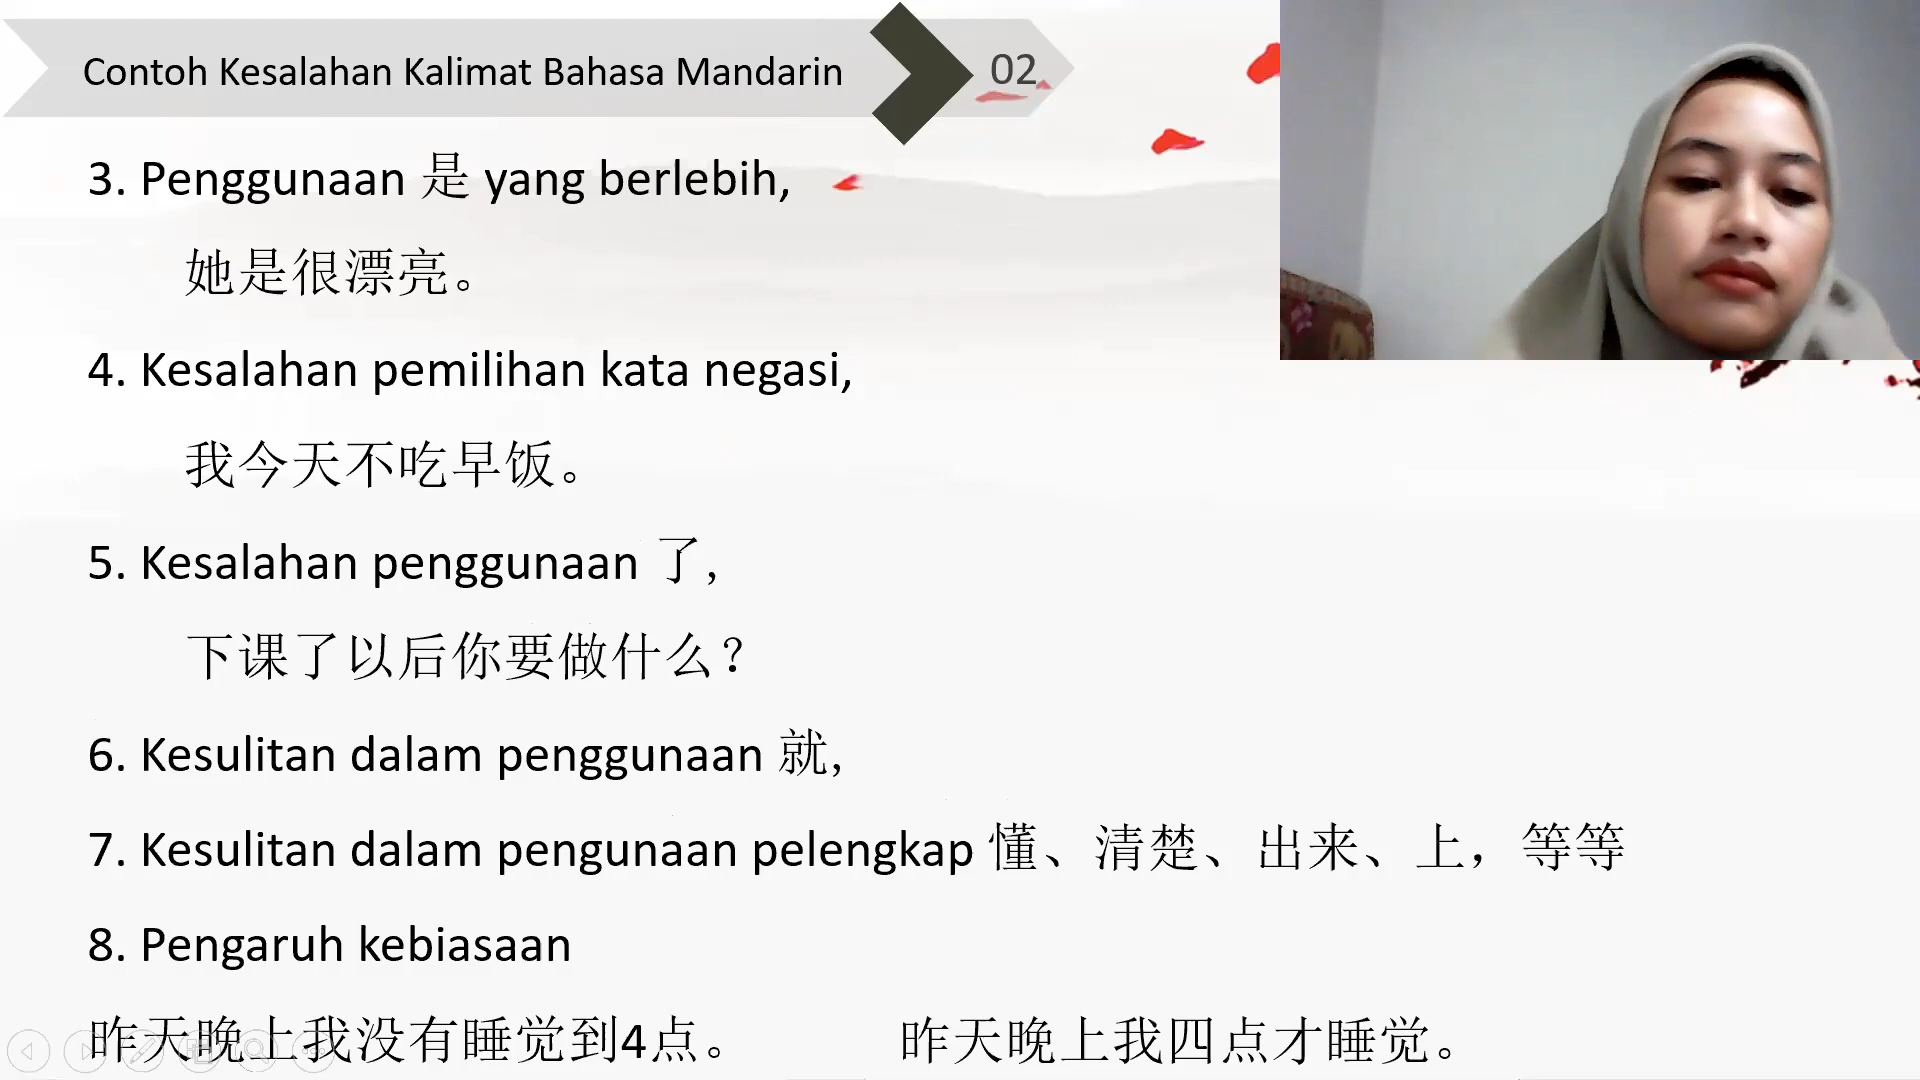 Contoh Kesalahan Kalimat Bahasa Mandarin
02
3. Penggunaan 是 yang berlebih,
她是很漂亮。
4. Kesalahan pemilihan kata negasi,
我今天不吃早饭。
5. Kesalahan penggunaan 了,
下课了以后你要做什么？
6. Kesulitan dalam penggunaan 就,
7. Kesulitan dalam pengunaan pelengkap 懂、清楚、出来、上，等等
8. Pengaruh kebiasaan
昨天晚上我没有睡觉到4点。 昨天晚上我四点才睡觉。